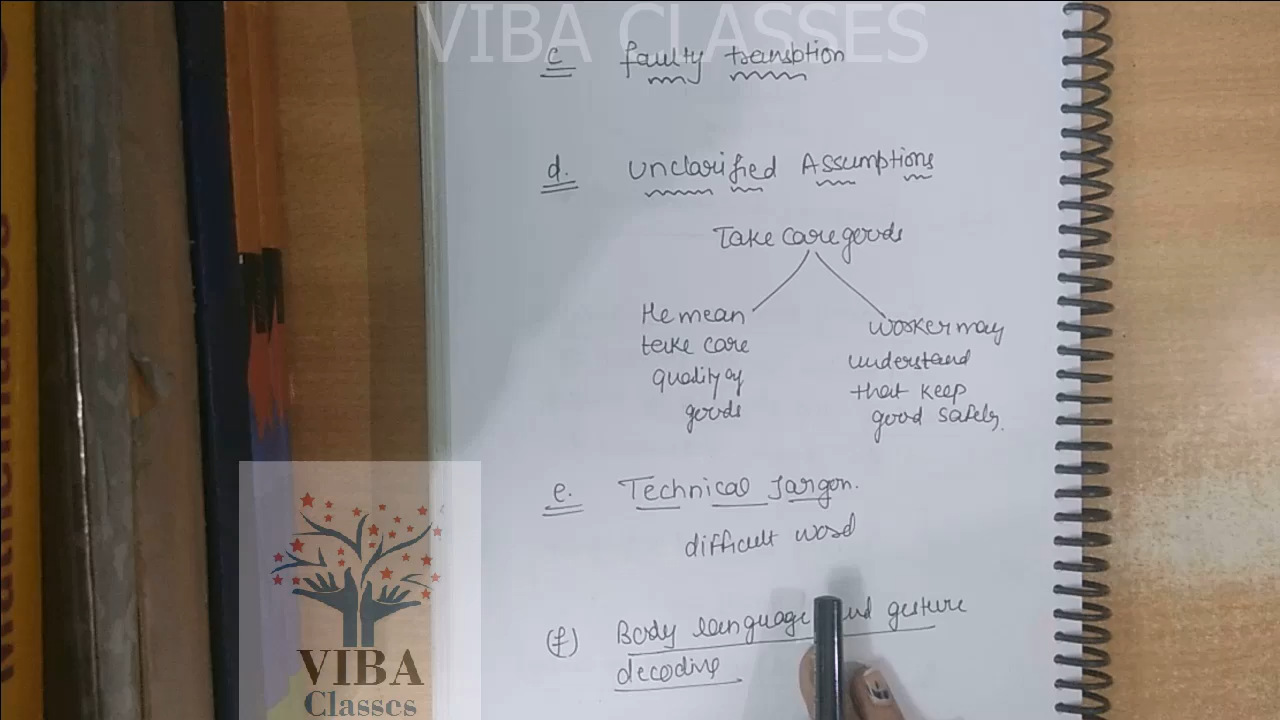 VIBA CLASSES
c faulty transbtion
d. Unclarified Assumptions
Take care goods
He mean
take care
quality of
goods
worker may
understand
that keep
good safely.
e. Technical Jargon.
difficult word
(f) Body language and gesture
decoding
VIBA
Classes